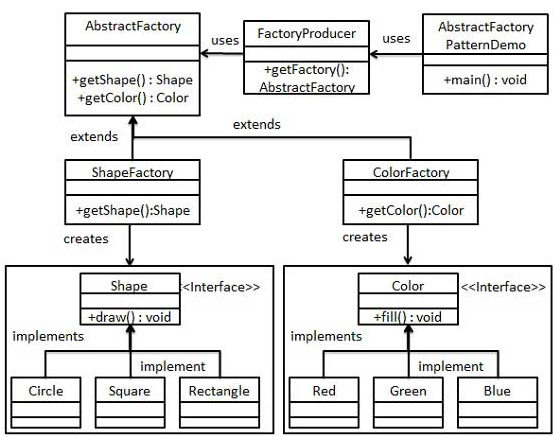 AbstractFactory
+getShape() : Shape
+getColor() : Color
uses
FactoryProducer
+getFactory():
AbstractFactory
uses
AbstractFactory
PatternDemo
+main() : void
extends
extends
ShapeFactory
+getShape():Shape
ColorFactory
+getColor():Color
creates
creates
Shape
<<Interface>>
+draw() : void
implements
implement
Circle
Square
Rectangle
Color
<<Interface>>
+fill() : void
implements
implement
Red
Green
Blue